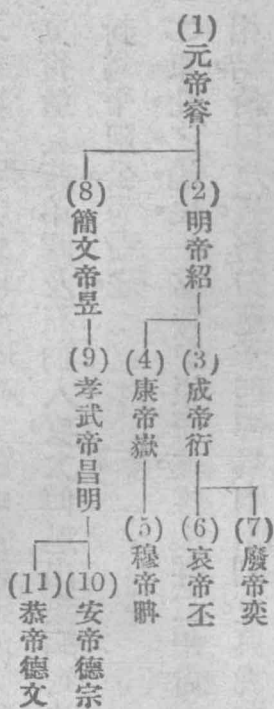 (1)元帝睿
(2)明帝紹
(8)簡文帝昱
(3)成帝衍
(4)康帝嶽
(9)孝武帝昌明
(7)廢帝奕
(6)哀帝丕
(5)穆帝聃
(10)安帝德宗
(11)恭帝德文